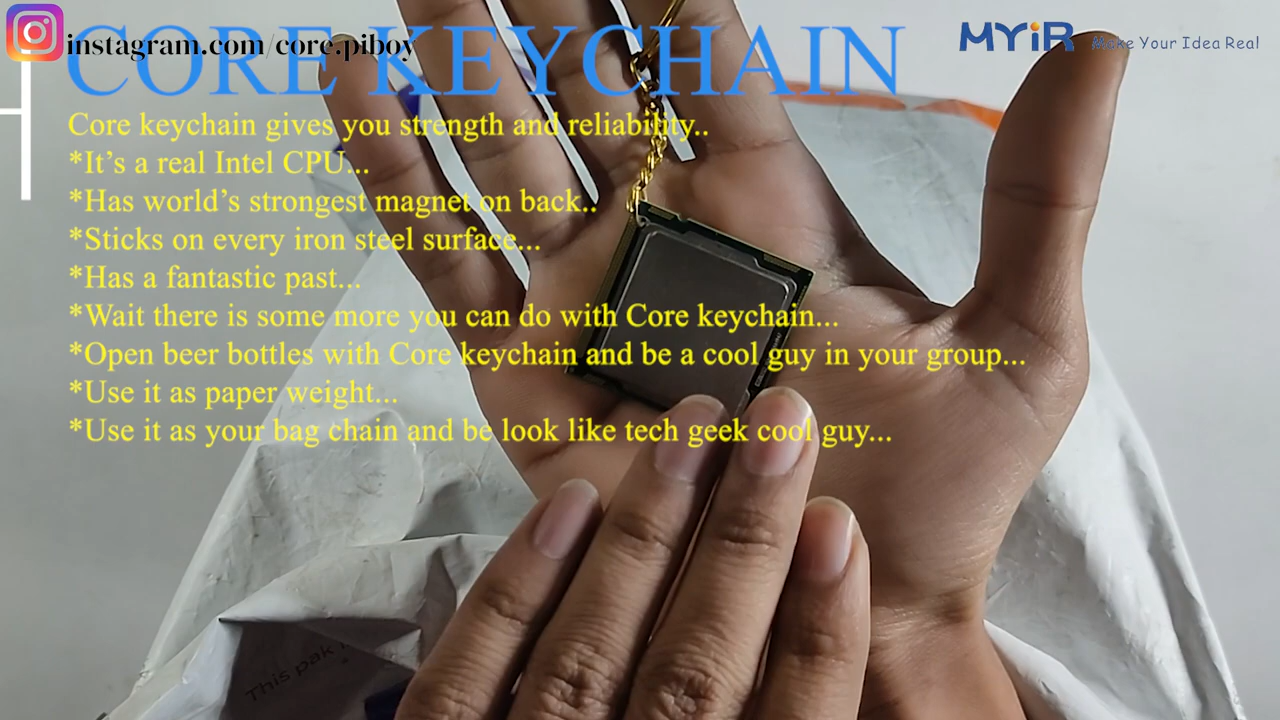 instagram.com/core.piboy
MYiR Make Your Idea Real
CORE KEYCHAIN
Core keychain gives you strength and reliability..
*It's a real Intel CPU...
*Has world's strongest magnet on back..
*Sticks on every iron steel surface...
*Has a fantastic past...
*Wait there is some more you can do with Core keychain...
*Open beer bottles with Core keychain and be a cool guy in your group...
*Use it as paper weight...
*Use it as your bag chain and be look like tech geek cool guy...
This pak